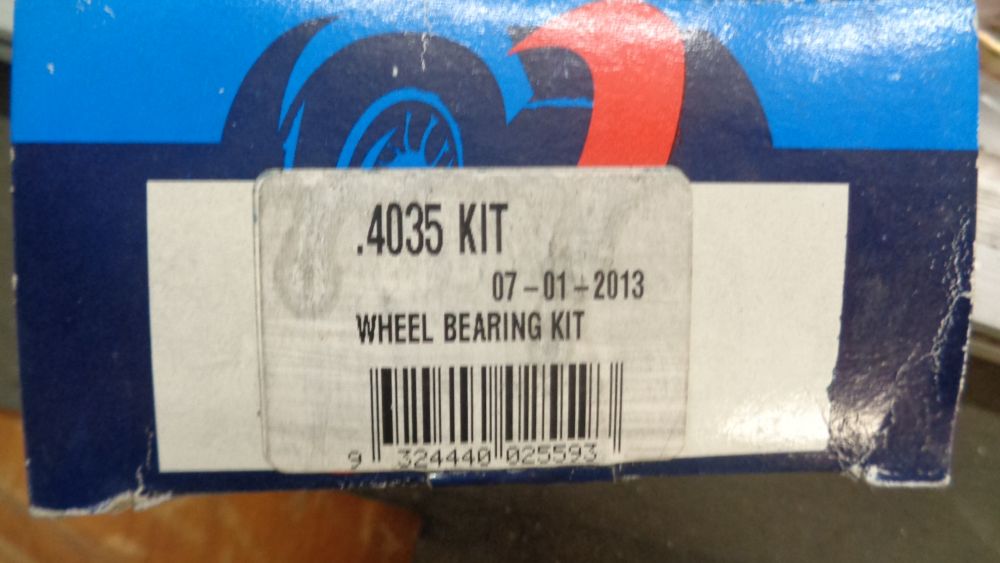 .4035 KIT
07-01-2013
WHEEL BEARING KIT
9 324440 025593